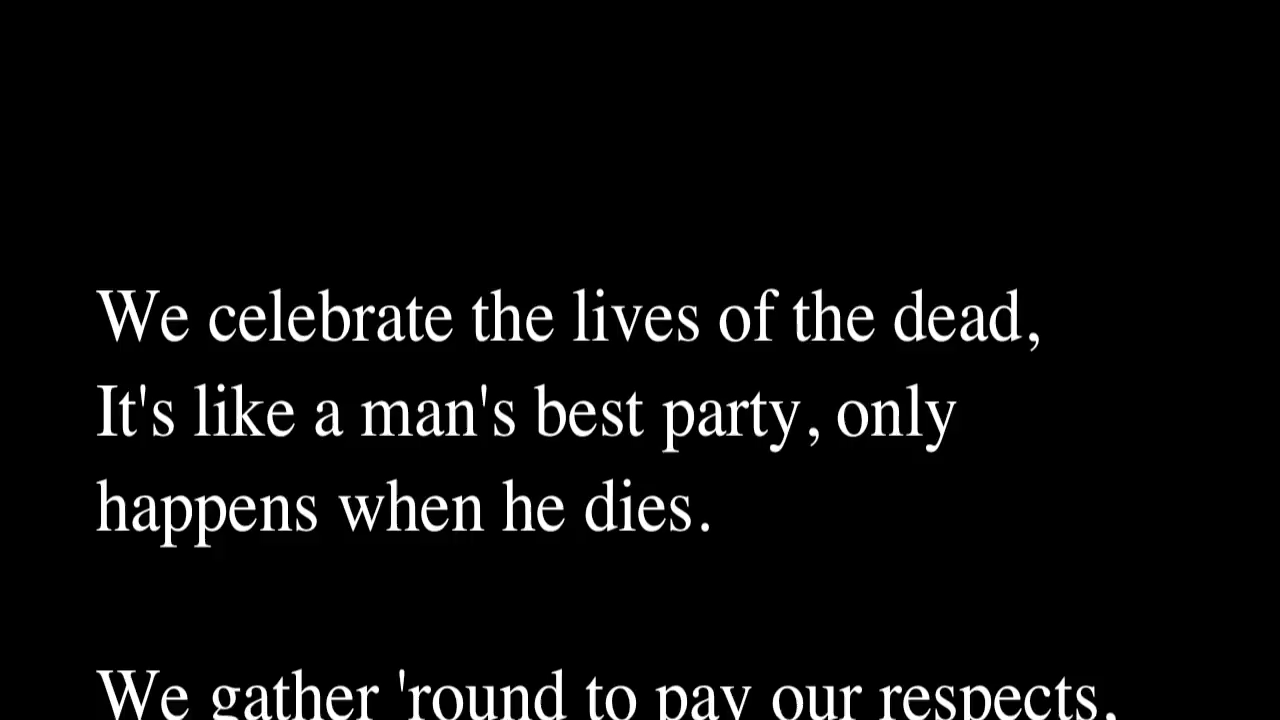 We celebrate the lives of the dead,
It's like a man's best party, only
happens when he dies.
We gather 'round to pay our respects,